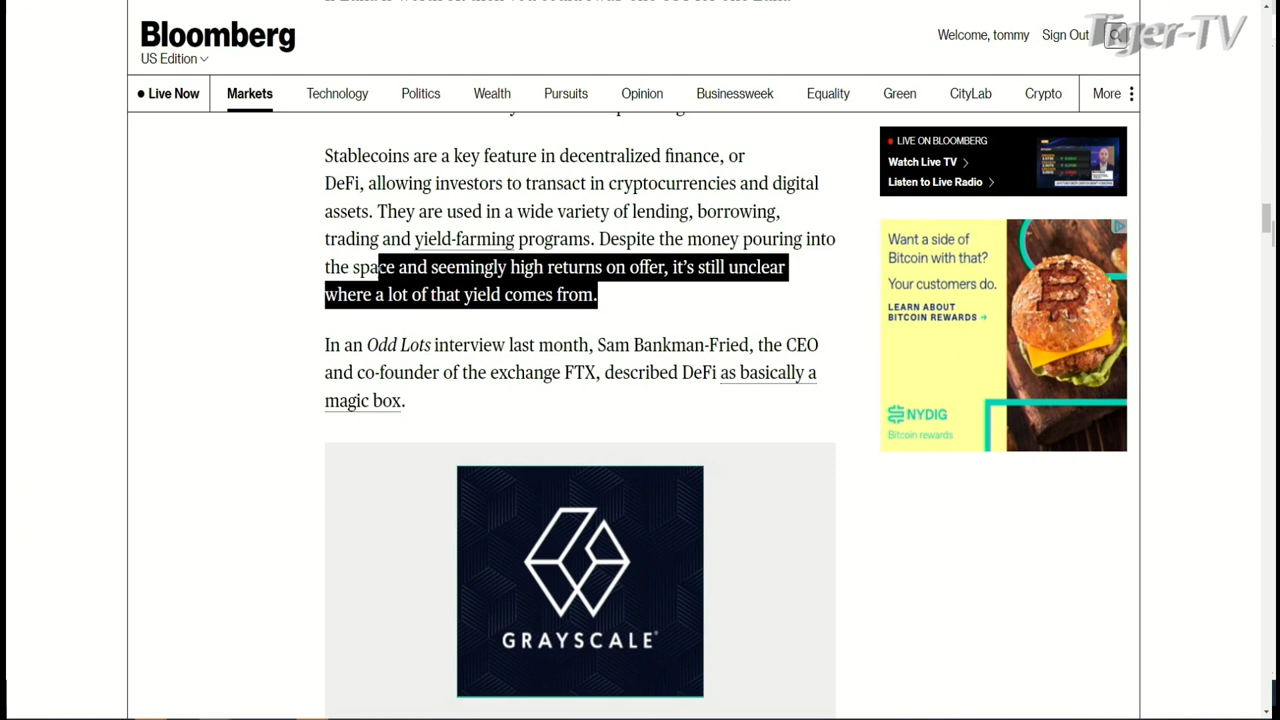 Bloomberg
US Edition
Welcome, tommy
Sign Out
Tiger-TV
Live Now
Markets
Technology
Politics
Wealth
Pursuits
Opinion
Businessweek
Equality
Green
CityLab
Crypto
More
Stablecoins are a key feature in decentralized finance, or
DeFi, allowing investors to transact in cryptocurrencies and digital
assets. They are used in a wide variety of lending, borrowing,
trading and yield-farming programs. Despite the money pouring into
the space and seemingly high returns on offer, it's still unclear
where a lot of that yield comes from.
In an Odd Lots interview last month, Sam Bankman-Fried, the CEO
and co-founder of the exchange FTX, described DeFi as basically a
magic box.
GRAYSCALE
LIVE ON BLOOMBERG
Watch Live TV
Listen to Live Radio
Want a side of
Bitcoin with that?
Your customers do.
LEARN ABOUT
BITCOIN REWARDS
NYDIG
Bitcoin rewards